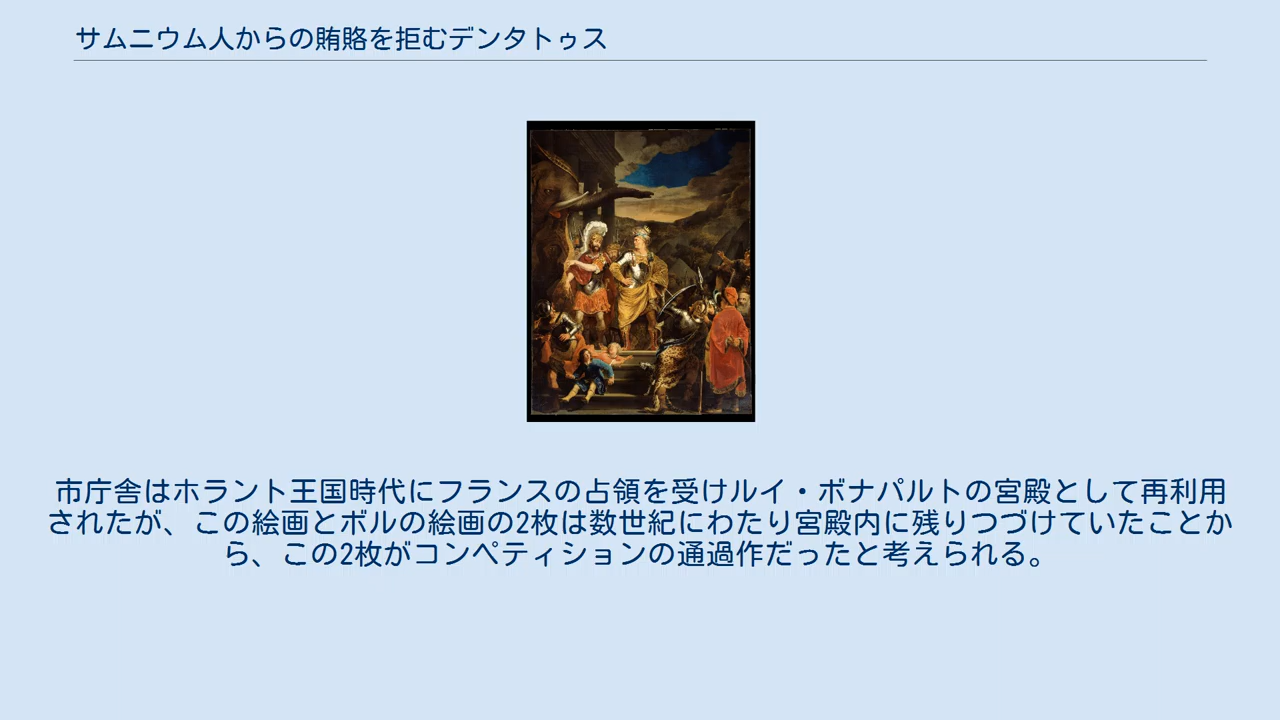 サムニウム人からの賄賂を拒むデンタトゥス
市庁舎はホラント王国時代にフランスの占領を受けルイ・ボナパルトの宮殿として再利用
されたが、この絵画とボルの絵画の2枚は数世紀にわたり宮殿内に残りつづけていたことか
ら、この2枚がコンペティションの通過作だったと考えられる。